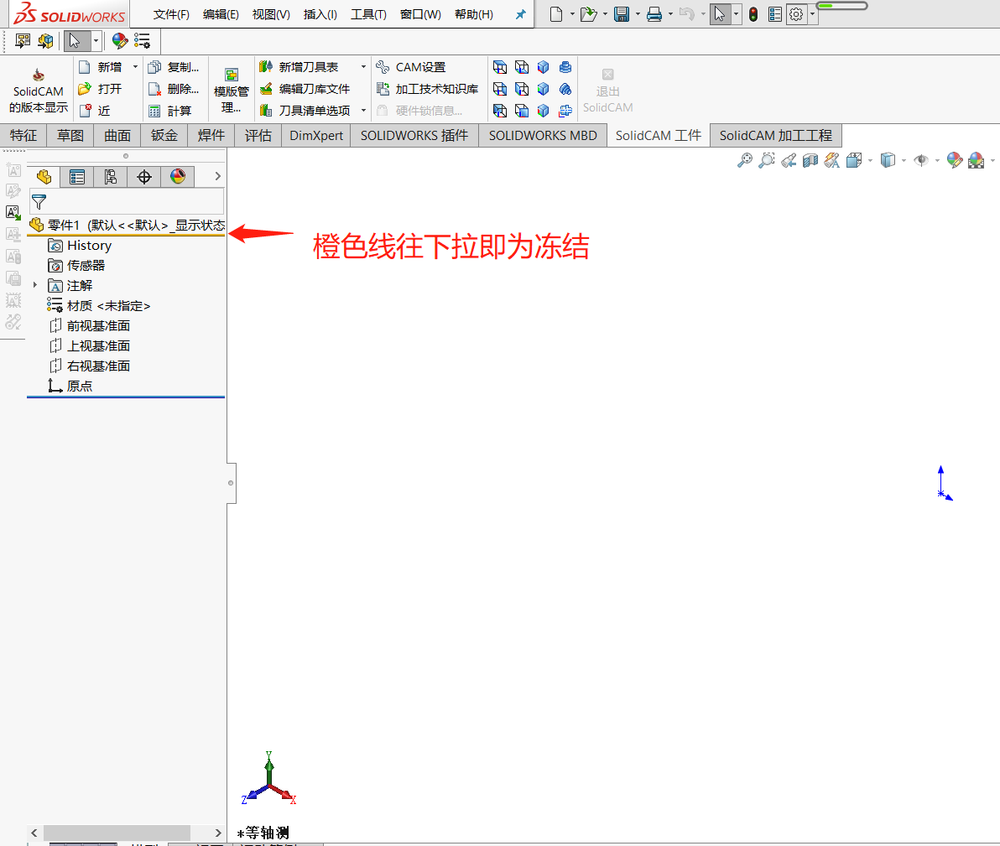 SOLIDWORKS 文件(F) 编辑(E) 视图(V) 插入(I) 工具(T) 窗口(W) 帮助(H)
SolidCAM
的版本显示
新增
打开
近
复制...
删除...
計算
模版管
理...
新增刀具表
编辑刀库文件
刀具清单选项
CAM设置
加工技术知识库
硬件锁信息...
退出
SolidCAM
特征 草图 曲面 钣金 焊件 评估 DimXpert SOLIDWORKS 插件 SOLIDWORKS MBD SolidCAM 工件 SolidCAM 加工工程
零件1 (默认<<默认>_显示状态
橙色线往下拉即为冻结
History
传感器
注解
材质 <未指定>
前视基准面
上视基准面
右视基准面
原点
Y
Z
X
*等轴测